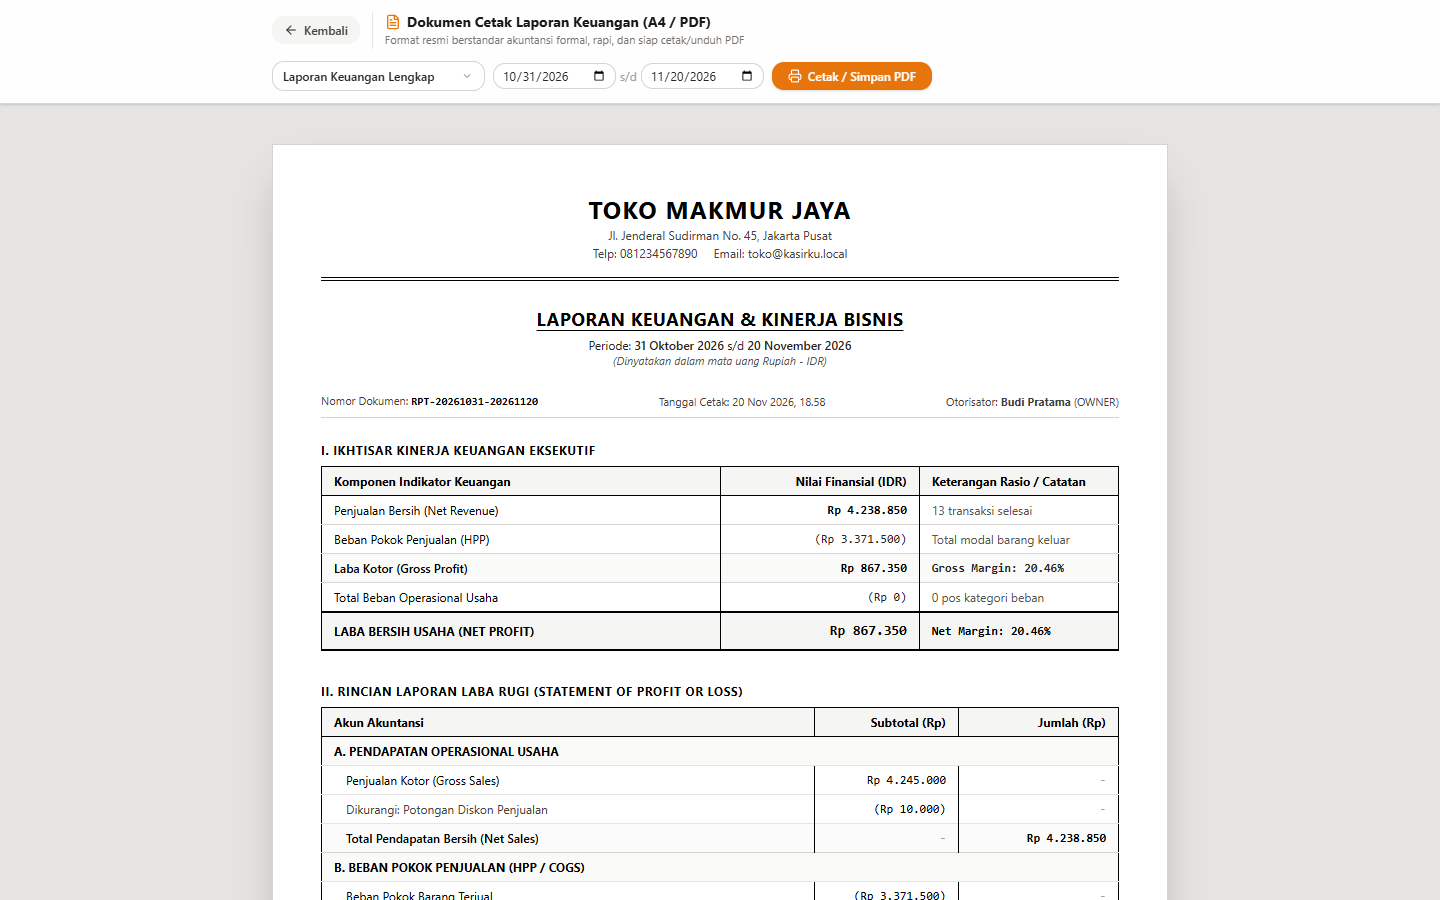 Kembali
Dokumen Cetak Laporan Keuangan (A4 / PDF)
Format resmi berstandar akuntansi formal, rapi, dan siap cetak/unduh PDF
Laporan Keuangan Lengkap
10/31/2026 s/d 11/20/2026
Cetak / Simpan PDF
TOKO MAKMUR JAYA
Jl. Jenderal Sudirman No. 45, Jakarta Pusat
Telp: 081234567890 Email: toko@kasirku.local
LAPORAN KEUANGAN & KINERJA BISNIS
Periode: 31 Oktober 2026 s/d 20 November 2026
(Dinyatakan dalam mata uang Rupiah - IDR)
Nomor Dokumen: RPT-20261031-20261120 Tanggal Cetak: 20 Nov 2026, 18.58 Otorisator: Budi Pratama (OWNER)
I. IKHTISAR KINERJA KEUANGAN EKSEKUTIF
Komponen Indikator Keuangan Nilai Finansial (IDR) Keterangan Rasio / Catatan
Penjualan Bersih (Net Revenue) Rp 4.238.850 13 transaksi selesai
Beban Pokok Penjualan (HPP) (Rp 3.371.500) Total modal barang keluar
Laba Kotor (Gross Profit) Rp 867.350 Gross Margin: 20.46%
Total Beban Operasional Usaha (Rp 0) 0 pos kategori beban
LABA BERSIH USAHA (NET PROFIT) Rp 867.350 Net Margin: 20.46%
II. RINCIAN LAPORAN LABA RUGI (STATEMENT OF PROFIT OR LOSS)
Akun Akuntansi Subtotal (Rp) Jumlah (Rp)
A. PENDAPATAN OPERASIONAL USAHA
Penjualan Kotor (Gross Sales) Rp 4.245.000 -
Dikurangi: Potongan Diskon Penjualan (Rp 10.000) -
Total Pendapatan Bersih (Net Sales) - Rp 4.238.850
B. BEBAN POKOK PENJUALAN (HPP / COGS)
Beban Pokok Barang Terjual (Rp 3.371.500) -